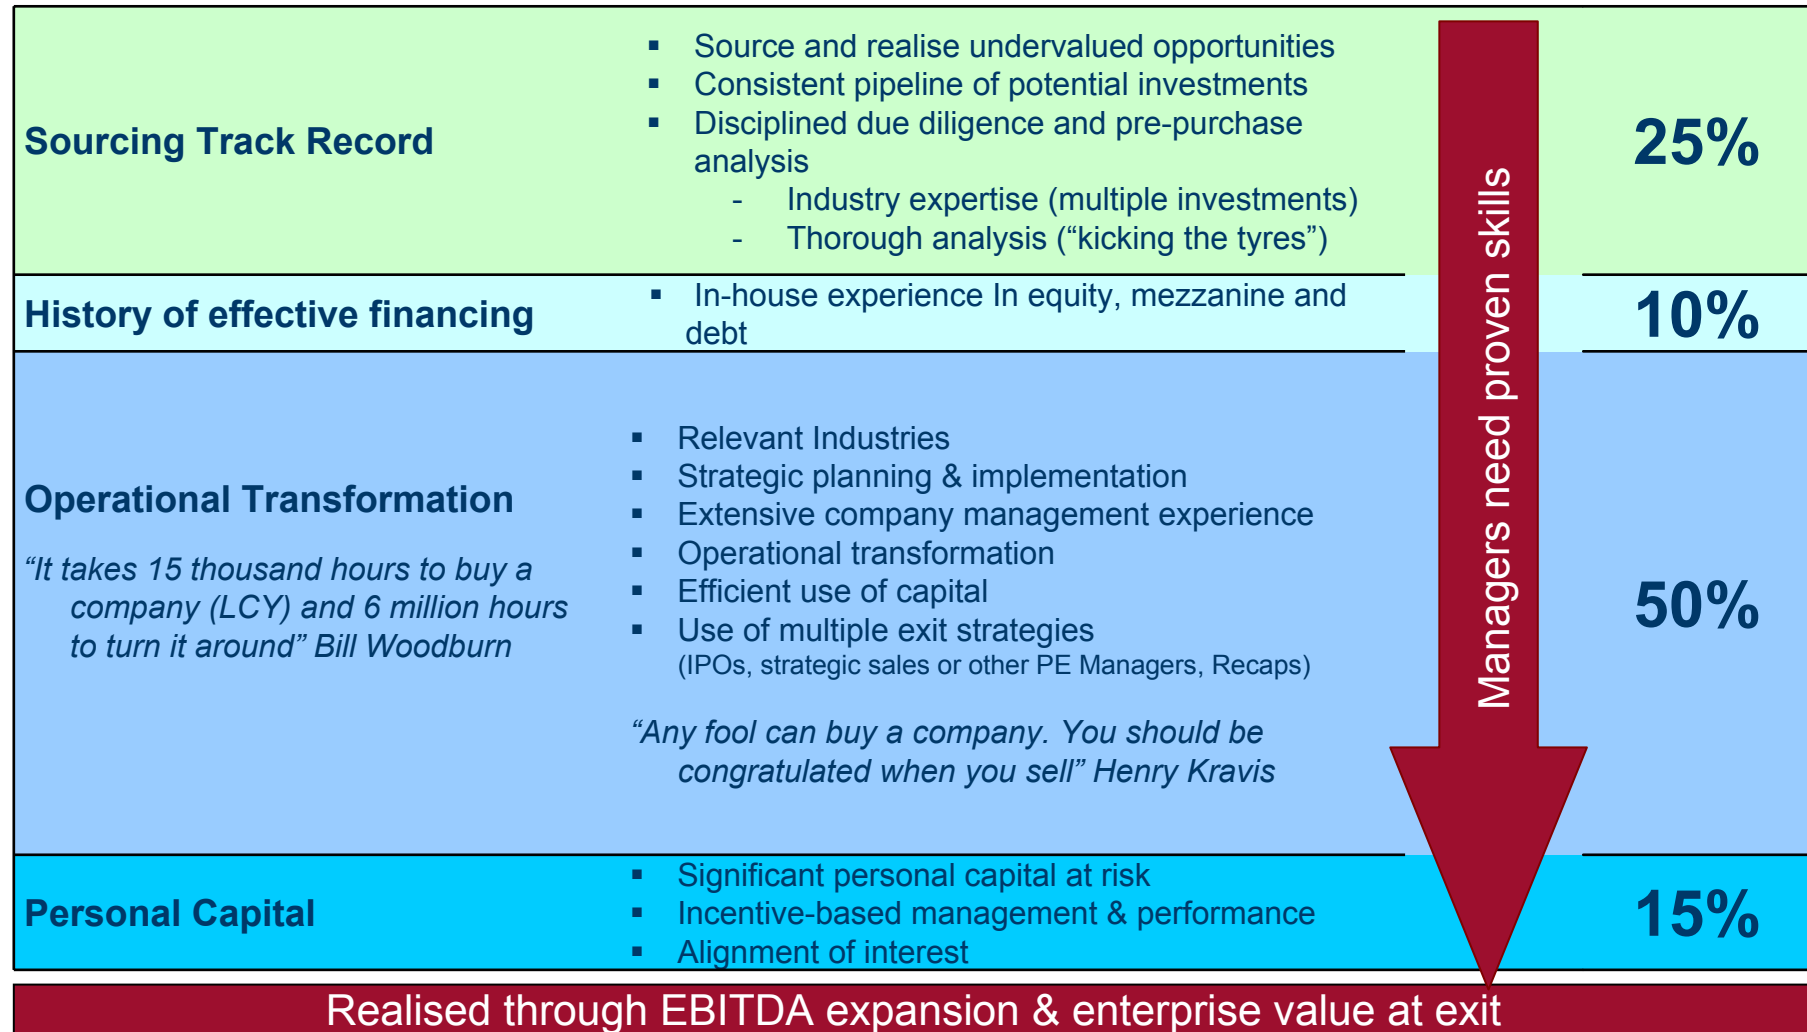 Sourcing Track Record
▪ Source and realise undervalued opportunities
▪ Consistent pipeline of potential investments
▪ Disciplined due diligence and pre-purchase
analysis
- Industry expertise (multiple investments)
- Thorough analysis (“kicking the tyres”)
25%
History of effective financing
▪ In-house experience In equity, mezzanine and
debt
10%
Operational Transformation
“It takes 15 thousand hours to buy a
company (LCY) and 6 million hours
to turn it around” Bill Woodburn
▪ Relevant Industries
▪ Strategic planning & implementation
▪ Extensive company management experience
▪ Operational transformation
▪ Efficient use of capital
▪ Use of multiple exit strategies
(IPOs, strategic sales or other PE Managers, Recaps)
“Any fool can buy a company. You should be
congratulated when you sell” Henry Kravis
50%
Personal Capital
▪ Significant personal capital at risk
▪ Incentive-based management & performance
▪ Alignment of interest
15%
Managers need proven skills
Realised through EBITDA expansion & enterprise value at exit